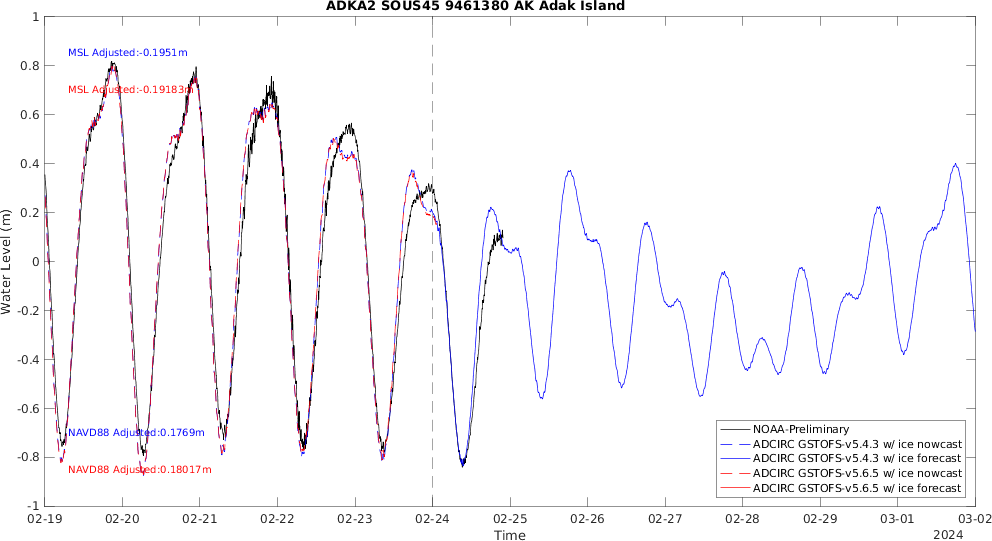 ADKA2 SOUS45 9461380 AK Adak Island
1
0.8
0.6
0.4
0.2
0
-0.2
-0.4
-0.6
-0.8
-1
Water Level (m)
MSL Adjusted:-0.1951m
MSL Adjusted:-0.19183m
NAVD88 Adjusted:0.1769m
NAVD88 Adjusted:0.18017m
NOAA-Preliminary
ADCIRC GSTOFS-v5.4.3 w/ ice nowcast
ADCIRC GSTOFS-v5.4.3 w/ ice forecast
ADCIRC GSTOFS-v5.6.5 w/ ice nowcast
ADCIRC GSTOFS-v5.6.5 w/ ice forecast
02-19 02-20 02-21 02-22 02-23 02-24 02-25 02-26 02-27 02-28 02-29 03-01 03-02
Time
2024